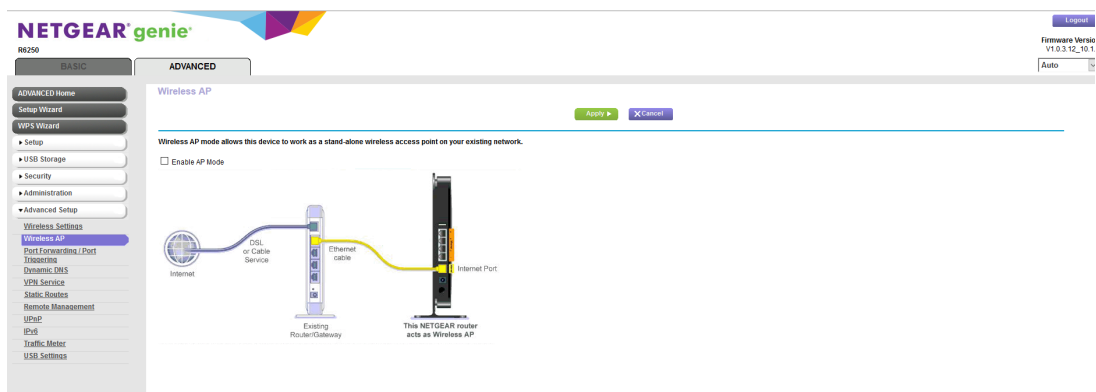 NETGEAR® genie®
R6250
Logout
Firmware Versio
V1.0.3.12_10.1.
BASIC
ADVANCED
Auto
ADVANCED Home
Setup Wizard
WPS Wizard
Setup
USB Storage
Security
Administration
Advanced Setup
Wireless Settings
Wireless AP
Port Forwarding / Port
Triggering
Dynamic DNS
VPN Service
Static Routes
Remote Management
UPnP
IPv6
Traffic Meter
USB Settings
Wireless AP
Apply
X Cancel
Wireless AP mode allows this device to work as a stand-alone wireless access point on your existing network.
Enable AP Mode
DSL
or Cable
Service
Ethernet
cable
Internet
Internet Port
Existing
Router/Gateway
This NETGEAR router
acts as Wireless AP